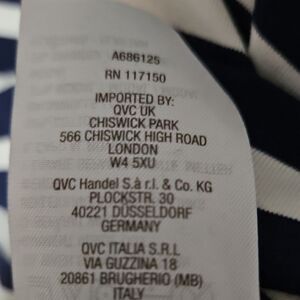 A686125
RN 117150
IMPORTED BY:
QVC UK
CHISWICK PARK
566 CHISWICK HIGH ROAD
LONDON
W4 5XU
QVC Handel S.à r.l. & Co. KG
PLOCKSTR. 30
40221 DÜSSELDORF
GERMANY
QVC ITALIA S.R.L
VIA GUZZINA 18
20861 BRUGHERIO (MB)
ITALY